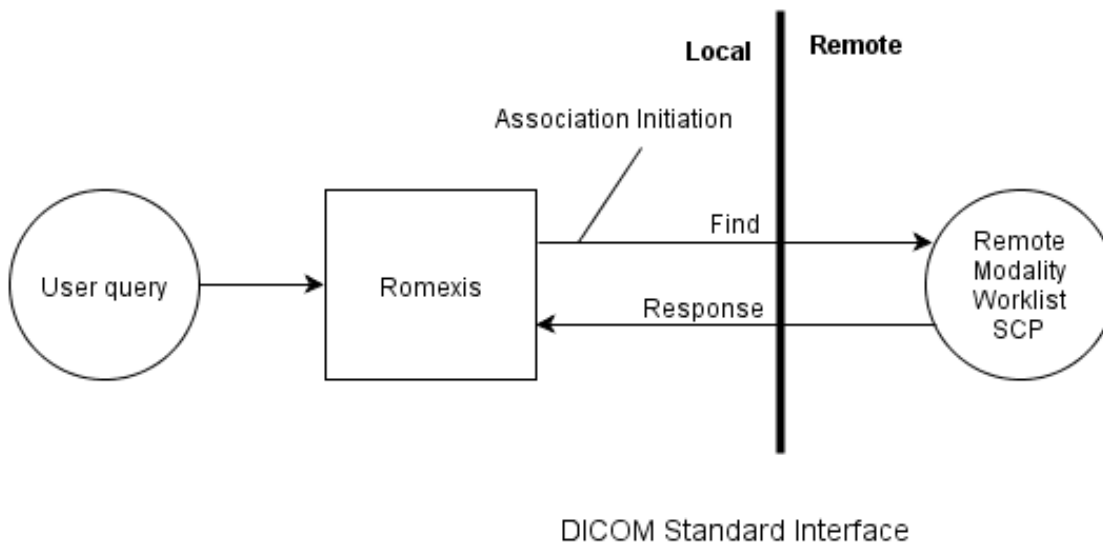 Local
Remote
Association Initiation
Find
User query
Romexis
Remote
Modality
Worklist
SCP
Response
DICOM Standard Interface